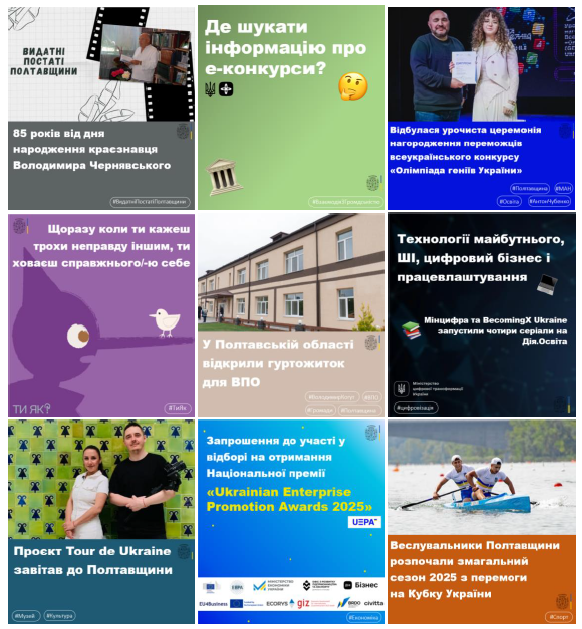 ВИДАТНІ
ПОСТАТІ
ПОЛТАВЩИНИ
85 років від дня
народження краєзнавця
Володимира Чернявського
#ВидатніПостатіПолтавщини
Де шукати
інформацію про
е-конкурси?
Відбулася урочиста церемонія
нагородження переможців
всеукраїнського конкурсу
«Олімпіада геніїв України»
#Полтавщина
#МАН
#Освіта
#АнтонЧубенко
Щоразу коли ти кажеш
трохи неправду іншим, ти
ховаєш справжнього/-ю себе
ТИ ЯК?
#ТиЯк
У Полтавській області
відкрили гуртожиток
для ВПО
#ВПО
#Полтавщина
Технології майбутнього,
ШІ, цифровий бізнес і
працевлаштування
Мінцифра та BecomingX Ukraine
запустили чотири серіали на
Дія.Освіта
Міністерство
цифрової трансформації
України
#цифровізація
Проєкт Tour de Ukraine
завітав до Полтавщини
#Музей
#Культура
Запрошення до участі у
відборі на отримання
Національної премії
«Ukrainian Enterprise
Promotion Awards 2025»
UEPA
МІНІСТЕРСТВО
ЕКОНОМІКИ
УКРАЇНИ
Бізнес
EU4Business
ECORYS
giz
civitta
#Економіка
Веслувальники Полтавщини
розпочали змагальний
сезон 2025 з перемоги
на Кубку України
#Спорт